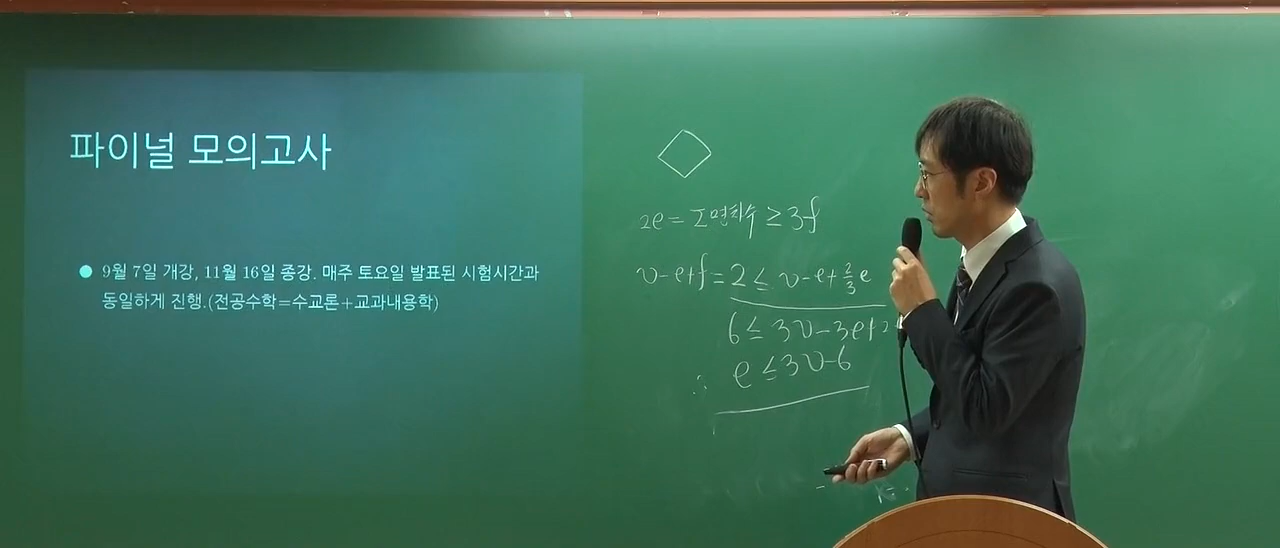 파이널 모의고사
● 9월 7일 개강, 11월 16일 종강. 매주 토요일 발표된 시험시간과
동일하게 진행.(전공수학=수교론+교과내용학)
2e = Σ면차수 ≥ 3f
v-e+f = 2 ≤ v-e+⅔e
6 ≤ 3v-3e+2
∴ e ≤ 3v-6